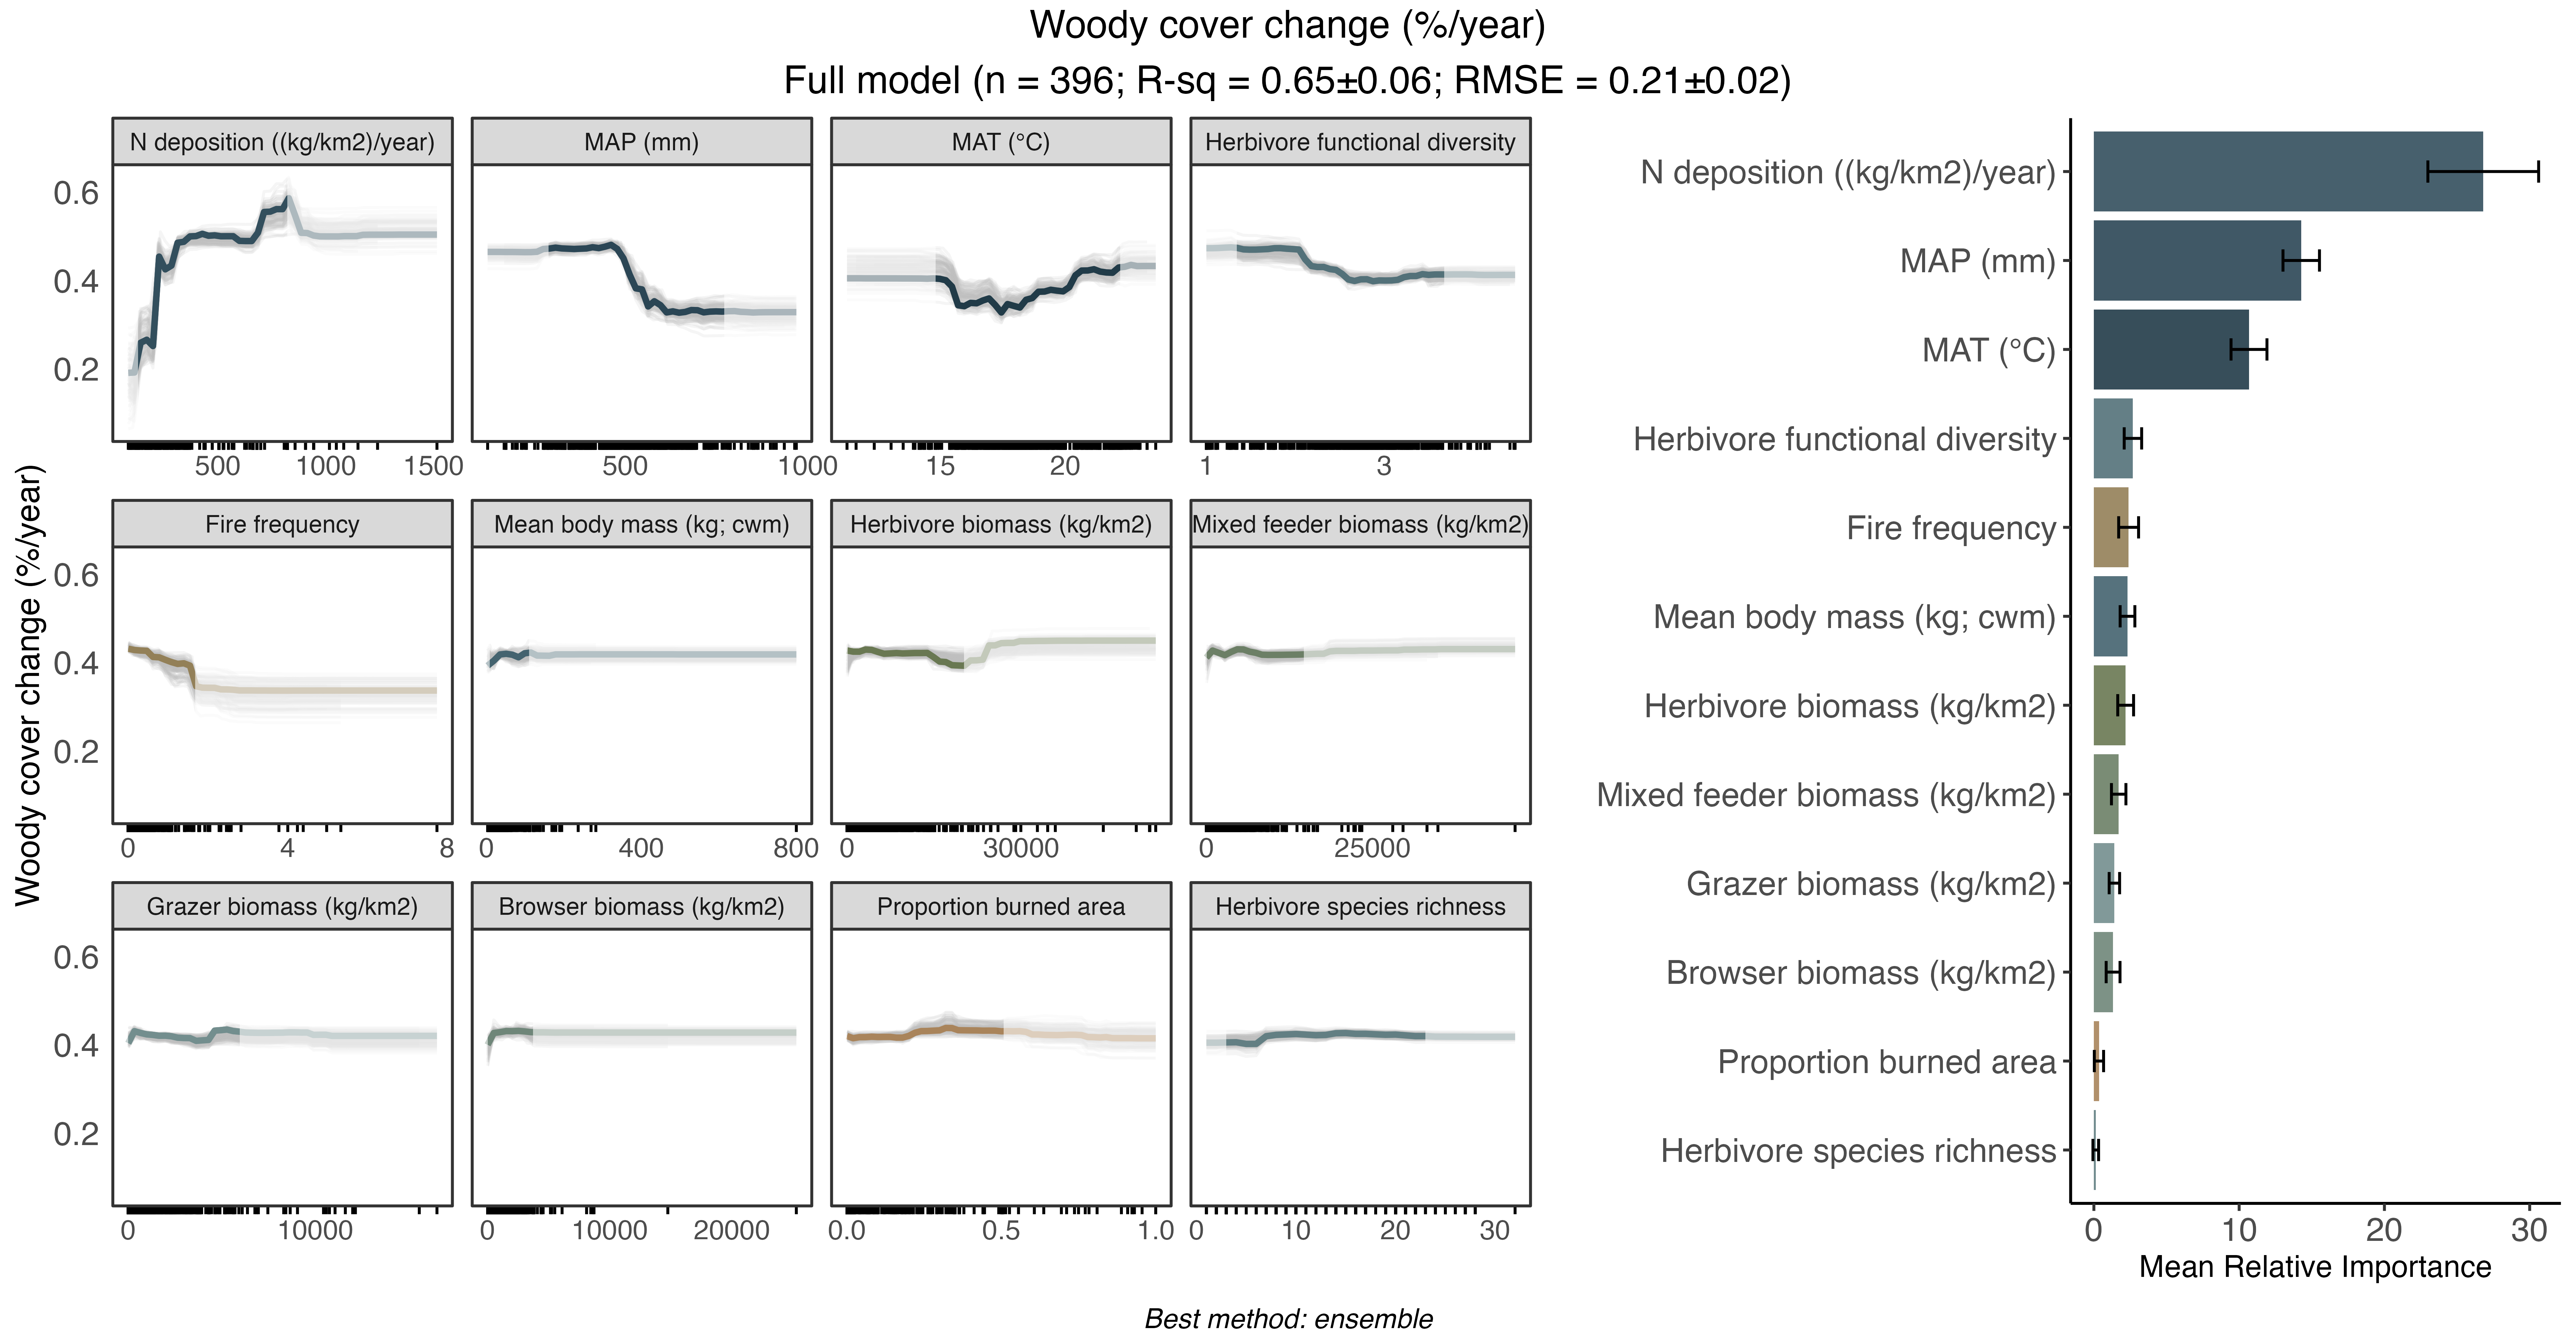 Woody cover change (%/year)
Full model (n = 396; R-sq = 0.65±0.06; RMSE = 0.21±0.02)
Woody cover change (%/year)
N deposition ((kg/km2)/year)
MAP (mm)
MAT (°C)
Herbivore functional diversity
0.6
0.4
0.2
500 1000 1500
500 1000
15 20
1 3
Fire frequency
Mean body mass (kg; cwm)
Herbivore biomass (kg/km2)
Mixed feeder biomass (kg/km2)
0.6
0.4
0.2
0 4 8
0 400 800
0 30000
0 25000
Grazer biomass (kg/km2)
Browser biomass (kg/km2)
Proportion burned area
Herbivore species richness
0.6
0.4
0.2
0 10000
0 10000 20000
0.0 0.5 1.0
0 10 20 30
N deposition ((kg/km2)/year)
MAP (mm)
MAT (°C)
Herbivore functional diversity
Fire frequency
Mean body mass (kg; cwm)
Herbivore biomass (kg/km2)
Mixed feeder biomass (kg/km2)
Grazer biomass (kg/km2)
Browser biomass (kg/km2)
Proportion burned area
Herbivore species richness
0 10 20 30
Mean Relative Importance
Best method: ensemble